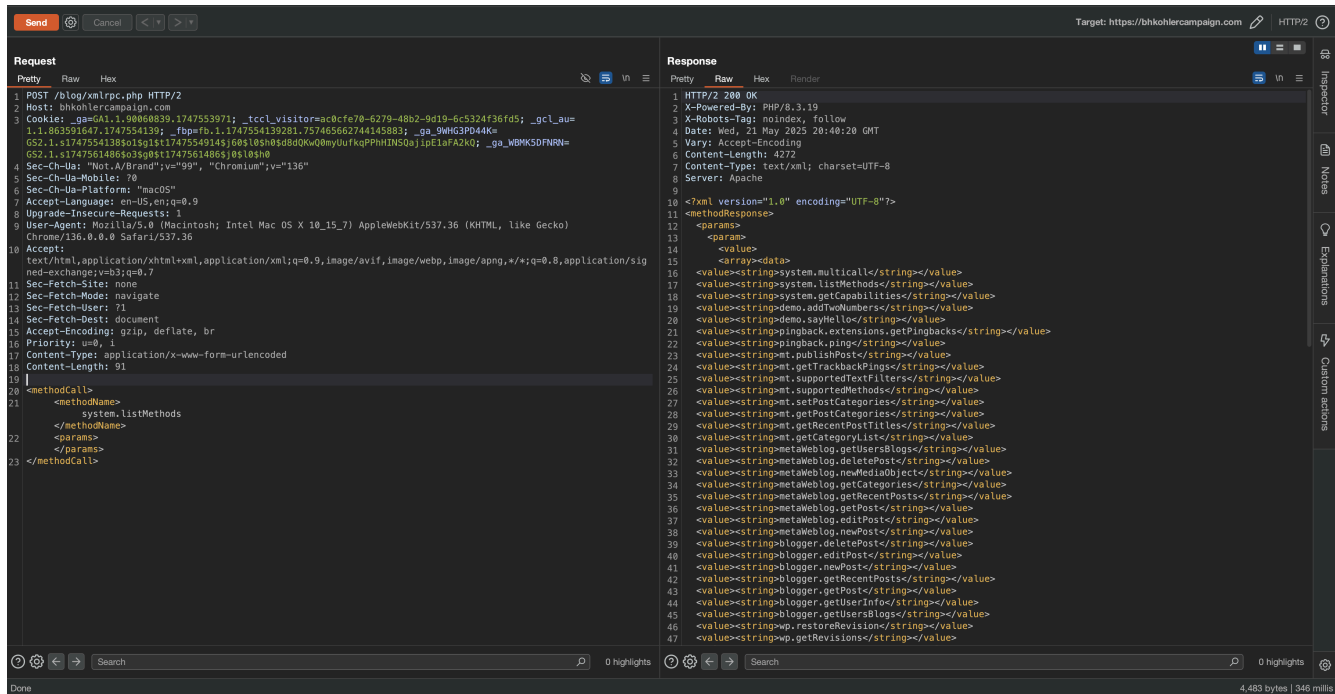 Send Cancel Target: https://bhkohlercampaign.com HTTP/2
Request
Pretty Raw Hex \n
1 POST /blog/xmlrpc.php HTTP/2
2 Host: bhkohlercampaign.com
3 Cookie: _ga=GA1.1.90060839.1747553971; _tccl_visitor=ac0cfe70-6279-48b2-9d19-6c5324f36fd5; _gcl_au=
1.1.863591647.1747554139; _fbp=fb.1.1747554139281.757465662744145883; _ga_9WHG3PD44K=
GS2.1.s1747554138$o1$g1$t1747554914$j60$l0$h0$d8dQKwQ0myUufkqPPhHINSQajipE1aFA2kQ; _ga_WBMK5DFNRN=
GS2.1.s1747561486$o3$g0$t1747561486$j0$l0$h0
4 Sec-Ch-Ua: "Not.A/Brand";v="99", "Chromium";v="136"
5 Sec-Ch-Ua-Mobile: ?0
6 Sec-Ch-Ua-Platform: "macOS"
7 Accept-Language: en-US,en;q=0.9
8 Upgrade-Insecure-Requests: 1
9 User-Agent: Mozilla/5.0 (Macintosh; Intel Mac OS X 10_15_7) AppleWebKit/537.36 (KHTML, like Gecko)
Chrome/136.0.0.0 Safari/537.36
10 Accept:
text/html,application/xhtml+xml,application/xml;q=0.9,image/avif,image/webp,image/apng,*/*;q=0.8,application/sig
ned-exchange;v=b3;q=0.7
11 Sec-Fetch-Site: none
12 Sec-Fetch-Mode: navigate
13 Sec-Fetch-User: ?1
14 Sec-Fetch-Dest: document
15 Accept-Encoding: gzip, deflate, br
16 Priority: u=0, i
17 Content-Type: application/x-www-form-urlencoded
18 Content-Length: 91
19
20 <methodCall>
21 <methodName>
system.listMethods
</methodName>
22 <params>
</params>
23 </methodCall>
Search 0 highlights
Response
Pretty Raw Hex Render \n
1 HTTP/2 200 OK
2 X-Powered-By: PHP/8.3.19
3 X-Robots-Tag: noindex, follow
4 Date: Wed, 21 May 2025 20:40:20 GMT
5 Vary: Accept-Encoding
6 Content-Length: 4272
7 Content-Type: text/xml; charset=UTF-8
8 Server: Apache
9
10 <?xml version="1.0" encoding="UTF-8"?>
11 <methodResponse>
12 <params>
13 <param>
14 <value>
15 <array><data>
16 <value><string>system.multicall</string></value>
17 <value><string>system.listMethods</string></value>
18 <value><string>system.getCapabilities</string></value>
19 <value><string>demo.addTwoNumbers</string></value>
20 <value><string>demo.sayHello</string></value>
21 <value><string>pingback.extensions.getPingbacks</string></value>
22 <value><string>pingback.ping</string></value>
23 <value><string>mt.publishPost</string></value>
24 <value><string>mt.getTrackbackPings</string></value>
25 <value><string>mt.supportedTextFilters</string></value>
26 <value><string>mt.supportedMethods</string></value>
27 <value><string>mt.setPostCategories</string></value>
28 <value><string>mt.getPostCategories</string></value>
29 <value><string>mt.getRecentPostTitles</string></value>
30 <value><string>mt.getCategoryList</string></value>
31 <value><string>metaWeblog.getUsersBlogs</string></value>
32 <value><string>metaWeblog.deletePost</string></value>
33 <value><string>metaWeblog.newMediaObject</string></value>
34 <value><string>metaWeblog.getCategories</string></value>
35 <value><string>metaWeblog.getRecentPosts</string></value>
36 <value><string>metaWeblog.getPost</string></value>
37 <value><string>metaWeblog.editPost</string></value>
38 <value><string>metaWeblog.newPost</string></value>
39 <value><string>blogger.deletePost</string></value>
40 <value><string>blogger.editPost</string></value>
41 <value><string>blogger.newPost</string></value>
42 <value><string>blogger.getRecentPosts</string></value>
43 <value><string>blogger.getPost</string></value>
44 <value><string>blogger.getUserInfo</string></value>
45 <value><string>blogger.getUsersBlogs</string></value>
46 <value><string>wp.restoreRevision</string></value>
47 <value><string>wp.getRevisions</string></value>
Search 0 highlights
Inspector
Notes
Explanations
Custom actions
Done 4,483 bytes | 346 millis